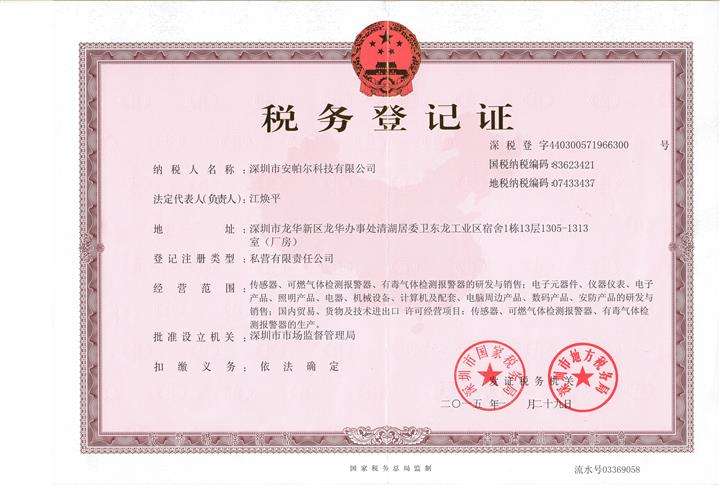 税务登记证
深 税 登 字440300571966300 号
国税纳税编码:83623421
地税纳税编码:07433437
纳税人名称:深圳市安帕尔科技有限公司
法定代表人(负责人):江焕平
地 址:深圳市龙华新区龙华办事处清湖居委卫东龙工业区宿舍1栋13层1305-1313
室(厂房)
登记注册类型:私营有限责任公司
经营范围:传感器、可燃气体检测报警器、有毒气体检测报警器的研发与销售;电子元器件、仪器仪表、电子
产品、照明产品、电器、机械设备、计算机及配套、电脑周边产品、数码产品、安防产品的研发与
销售;国内贸易、货物及技术进出口 许可经营项目:传感器、可燃气体检测报警器、有毒气体检
测报警器的生产。
批准设立机关:深圳市市场监督管理局
扣缴义务:依法确定
深圳市国家税务局
深圳市地方税务局
发证税务机关
二〇一五年 月二十九日
国家税务总局监制
流水号03369058